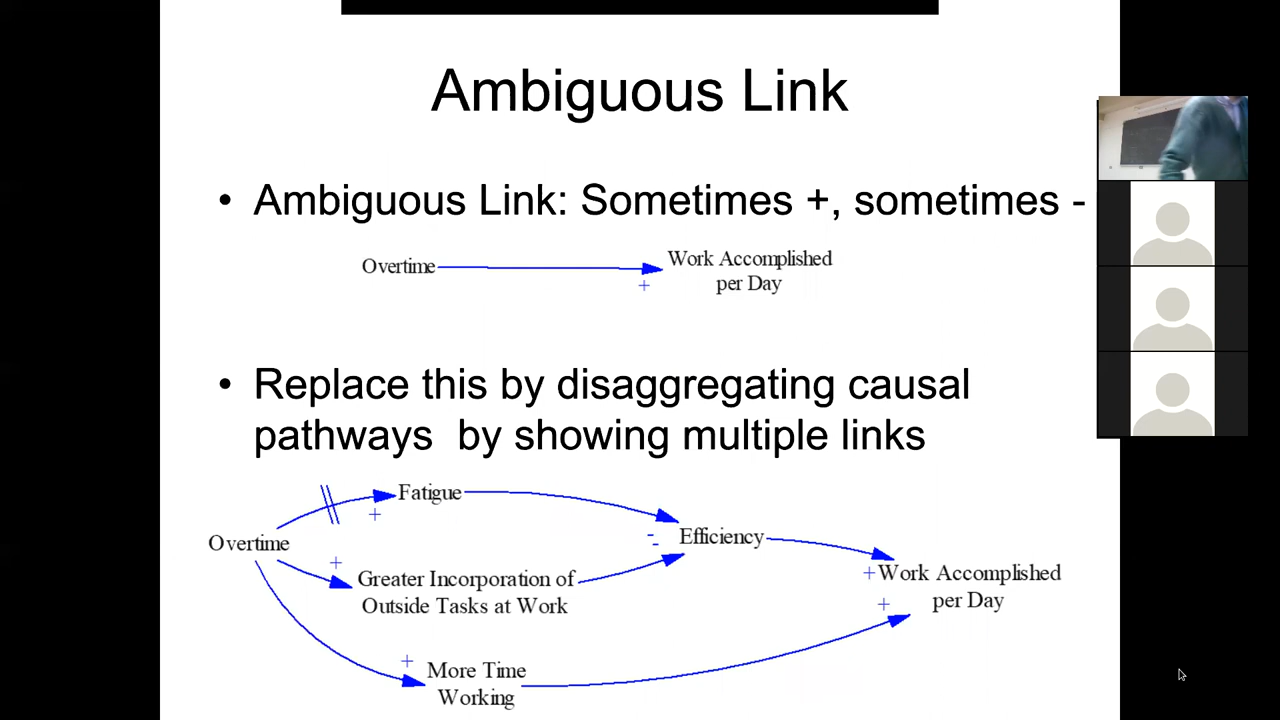 Ambiguous Link
• Ambiguous Link: Sometimes +, sometimes -
Overtime
Work Accomplished
per Day
+
• Replace this by disaggregating causal
pathways by showing multiple links
Fatigue
+
Overtime
+
Greater Incorporation of
Outside Tasks at Work
- Efficiency
-
+ Work Accomplished
+ per Day
+ More Time
Working